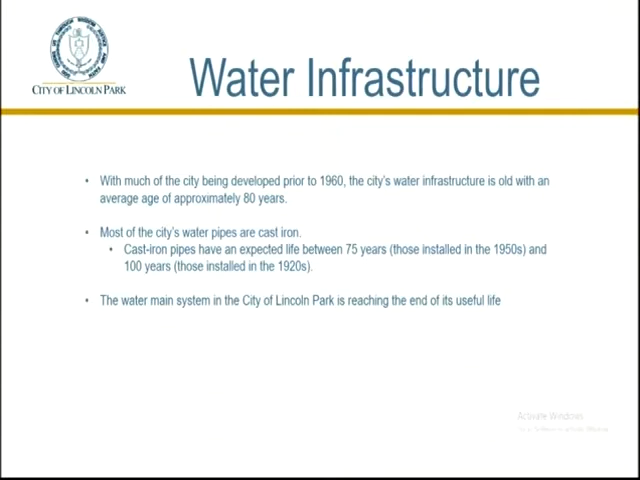 CITY OF LINCOLN PARK
Water Infrastructure
• With much of the city being developed prior to 1960, the city's water infrastructure is old with an
average age of approximately 80 years.
• Most of the city's water pipes are cast iron.
• Cast-iron pipes have an expected life between 75 years (those installed in the 1950s) and
100 years (those installed in the 1920s).
• The water main system in the City of Lincoln Park is reaching the end of its useful life
Activate Windows